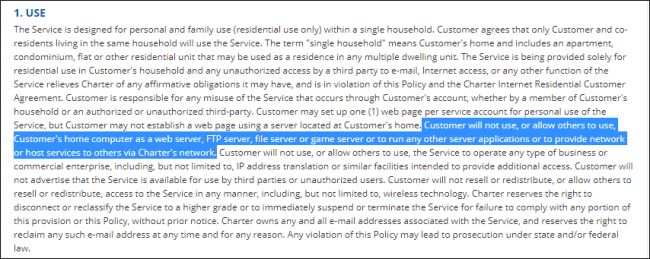 1. USE
The Service is designed for personal and family use (residential use only) within a single household. Customer agrees that only Customer and co-
residents living in the same household will use the Service. The term "single household" means Customer's home and includes an apartment,
condominium, flat or other residential unit that may be used as a residence in any multiple dwelling unit. The Service is being provided solely for
residential use in Customer's household and any unauthorized access by a third party to e-mail, Internet access, or any other function of the
Service relieves Charter of any affirmative obligations it may have, and is in violation of this Policy and the Charter Internet Residential Customer
Agreement. Customer is responsible for any misuse of the Service that occurs through Customer's account, whether by a member of Customer's
household or an authorized or unauthorized third-party. Customer may set up one (1) web page per service account for personal use of the
Service, but Customer may not establish a web page using a server located at Customer's home. Customer will not use, or allow others to use,
Customer's home computer as a web server, FTP server, file server or game server or to run any other server applications or to provide network
or host services to others via Charter's network. Customer will not use, or allow others to use, the Service to operate any type of business or
commercial enterprise, including, but not limited to, IP address translation or similar facilities intended to provide additional access. Customer will
not advertise that the Service is available for use by third parties or unauthorized users. Customer will not resell or redistribute, or allow others to
resell or redistribute, access to the Service in any manner, including, but not limited to, wireless technology. Charter reserves the right to
disconnect or reclassify the Service to a higher grade or to immediately suspend or terminate the Service for failure to comply with any portion of
this provision or this Policy, without prior notice. Charter owns any and all e-mail addresses associated with the Service, and reserves the right to
reclaim any such e-mail address at any time and for any reason. Any violation of this Policy may lead to prosecution under state and/or federal
law.